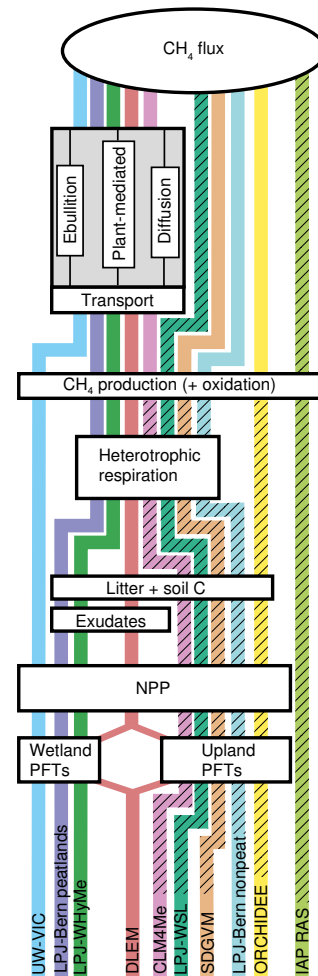 CH₄ flux
Ebullition
Plant-mediated
Diffusion
Transport
CH₄ production (+ oxidation)
Heterotrophic
respiration
Litter + soil C
Exudates
NPP
Wetland
PFTs
Upland
PFTs
UW-VIC
LPJ-Bern peatlands
LPJ-WHyMe
DLEM
CLM4Me
LPJ-WSL
SDGVM
LPJ-Bern nonpeat
ORCHIDEE
IAP RAS